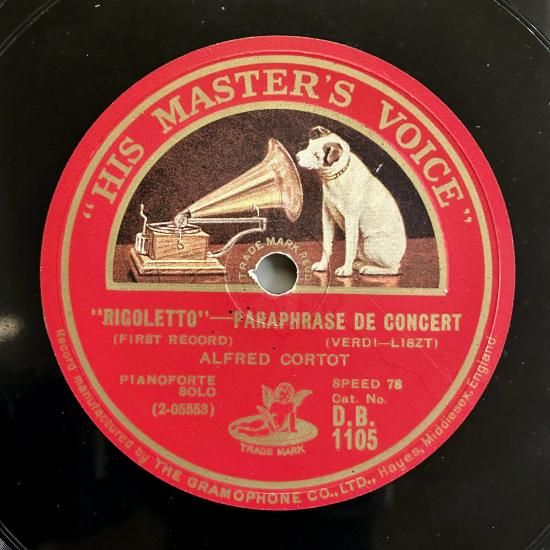 "HIS MASTER'S VOICE"
TRADE MARK REGD
"RIGOLETTO"—PARAPHRASE DE CONCERT
(FIRST RECORD) (VERDI—LISZT)
ALFRED CORTOT
PIANOFORTE SOLO
(2-05553)
SPEED 78
Cat. No.
D.B.
1105
TRADE MARK
Record manufactured by THE GRAMOPHONE CO., LTD., Hayes, Middlesex, England.